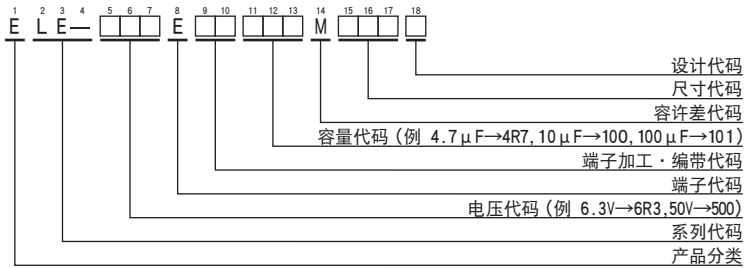 1 2 3 4 5 6 7 8 9 10 11 12 13 14 15 16 17 18
E L E— □□□ E □□ □□□ M □□□ □
设计代码
尺寸代码
容许差代码
容量代码 (例 4.7μF→4R7,10μF→100,100μF→101)
端子加工・编带代码
端子代码
电压代码 (例 6.3V→6R3,50V→500)
系列代码
产品分类